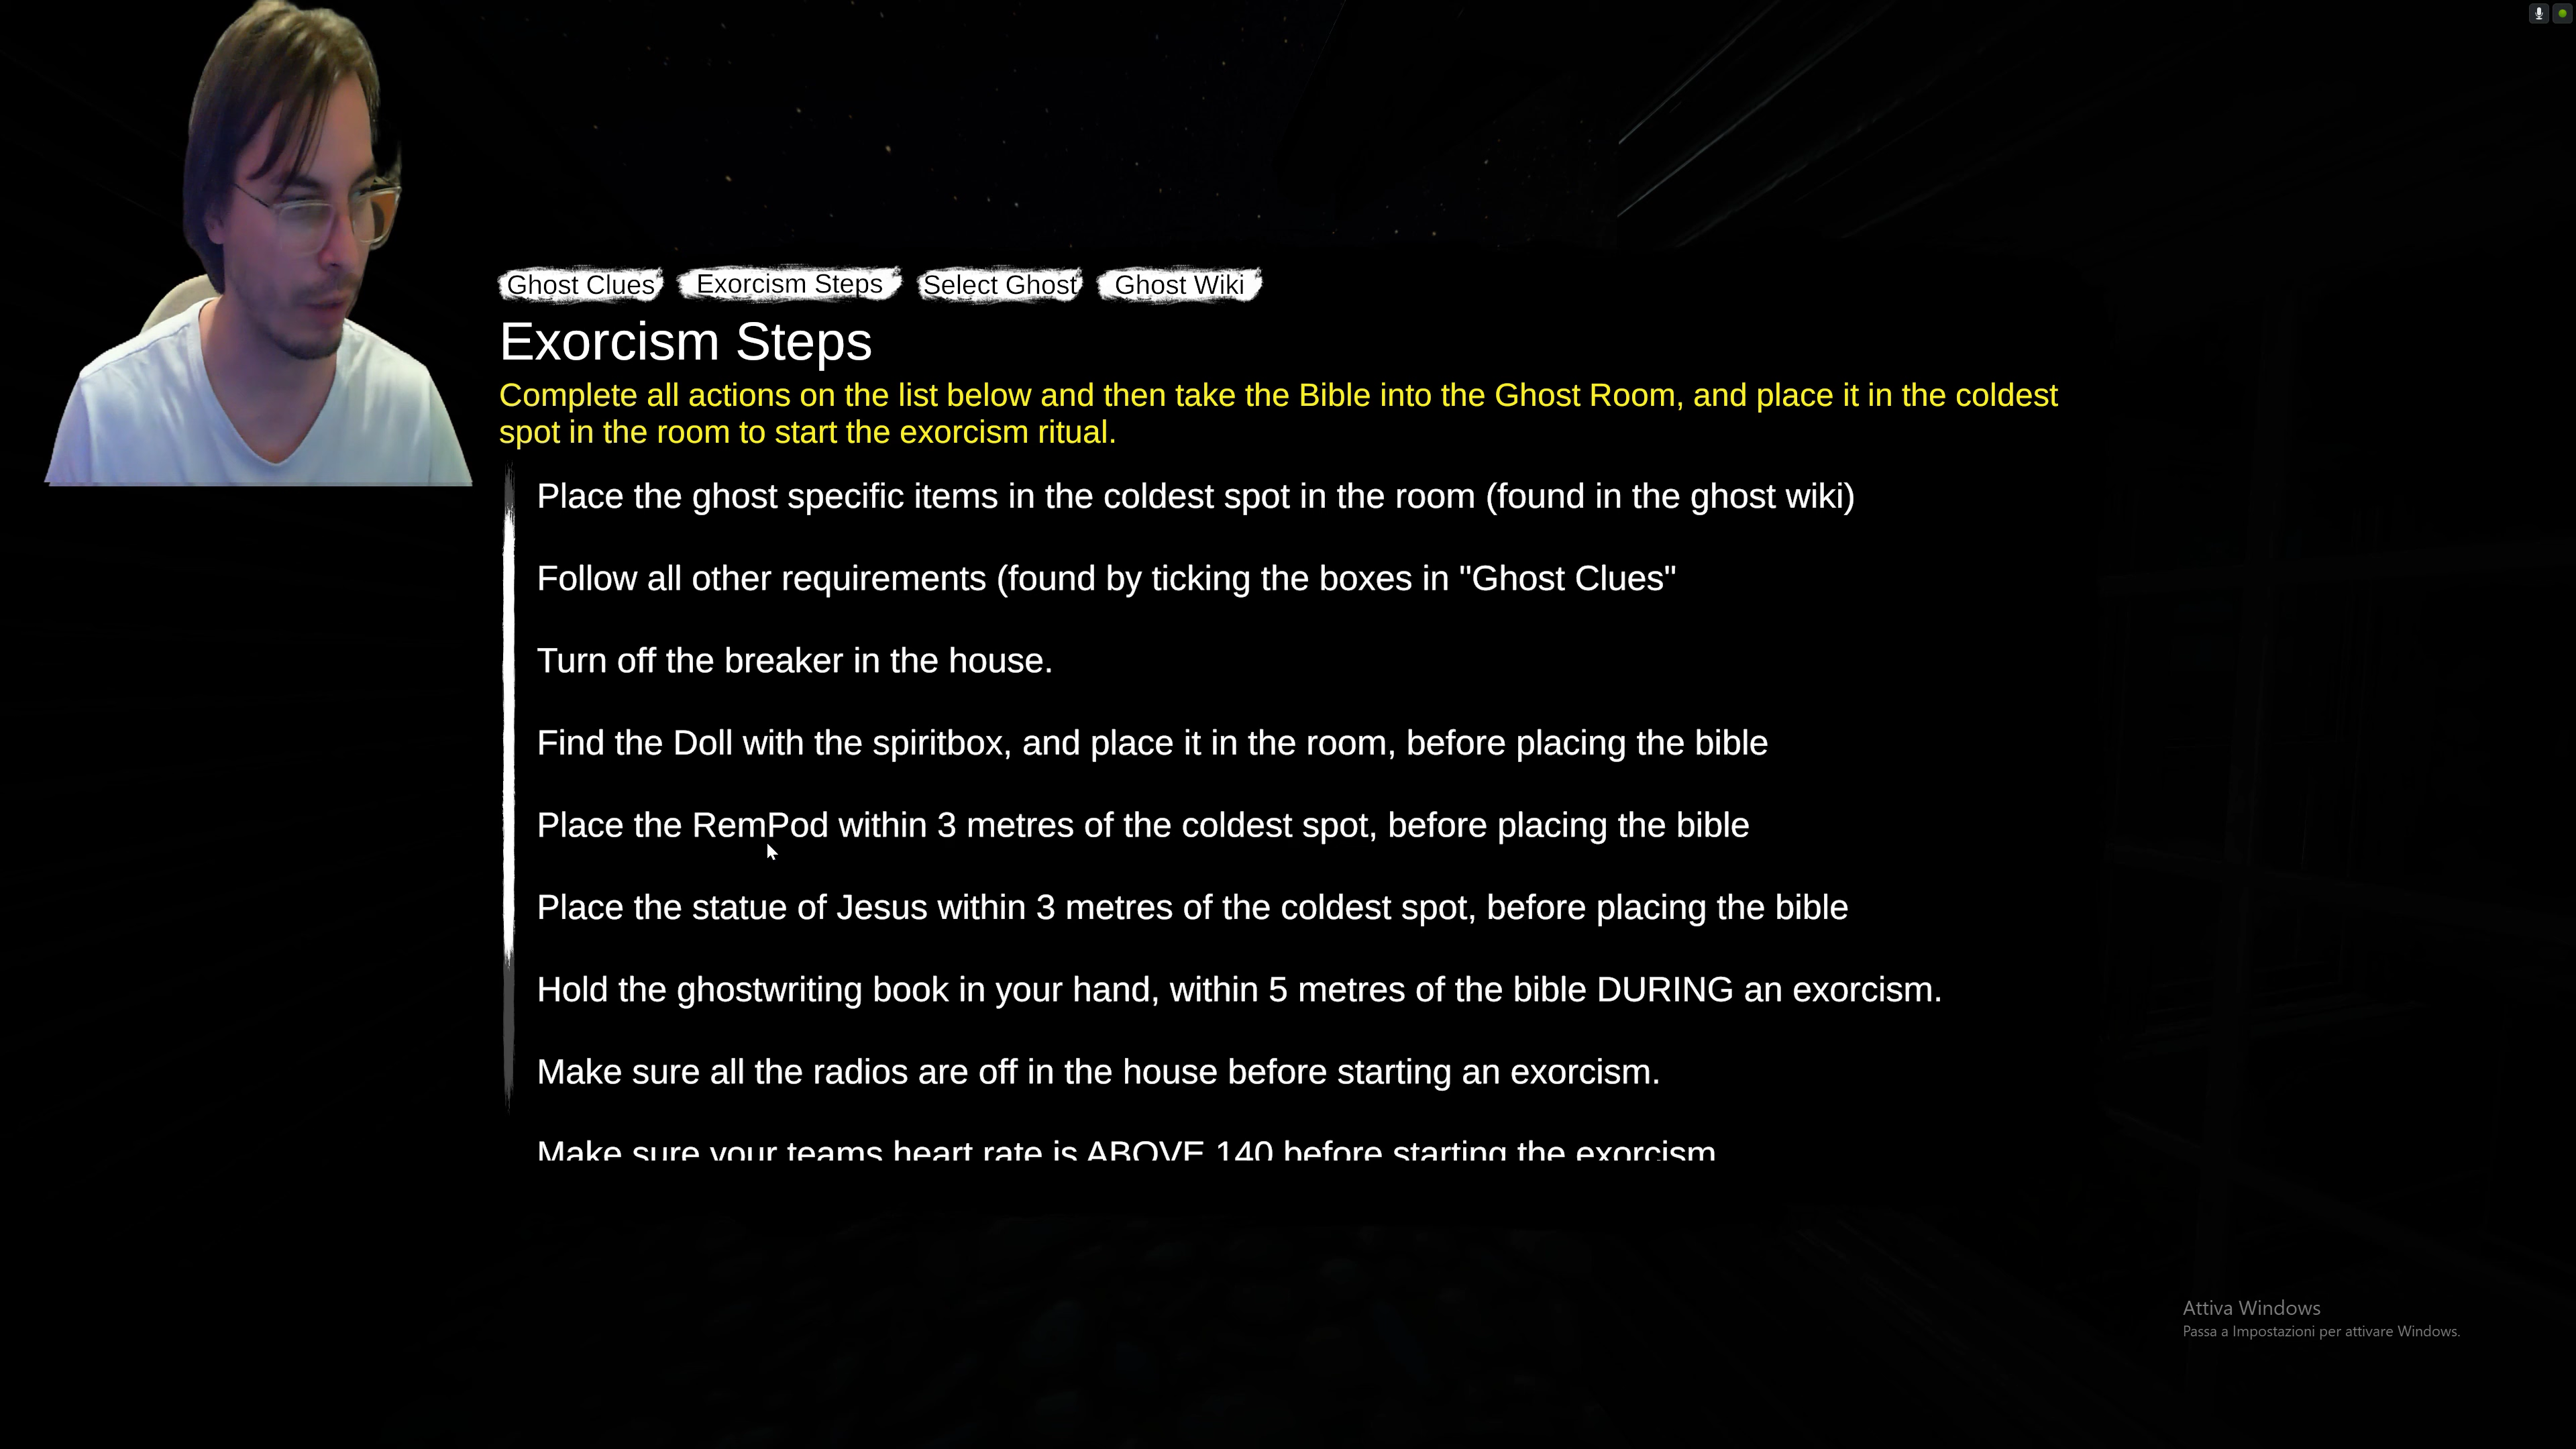 Ghost Clues Exorcism Steps Select Ghost Ghost Wiki
Exorcism Steps
Complete all actions on the list below and then take the Bible into the Ghost Room, and place it in the coldest
spot in the room to start the exorcism ritual.
Place the ghost specific items in the coldest spot in the room (found in the ghost wiki)
Follow all other requirements (found by ticking the boxes in "Ghost Clues"
Turn off the breaker in the house.
Find the Doll with the spiritbox, and place it in the room, before placing the bible
Place the RemPod within 3 metres of the coldest spot, before placing the bible
Place the statue of Jesus within 3 metres of the coldest spot, before placing the bible
Hold the ghostwriting book in your hand, within 5 metres of the bible DURING an exorcism.
Make sure all the radios are off in the house before starting an exorcism.
Make sure your teams heart rate is ABOVE 140 before starting the exorcism
Attiva Windows
Passa a Impostazioni per attivare Windows.